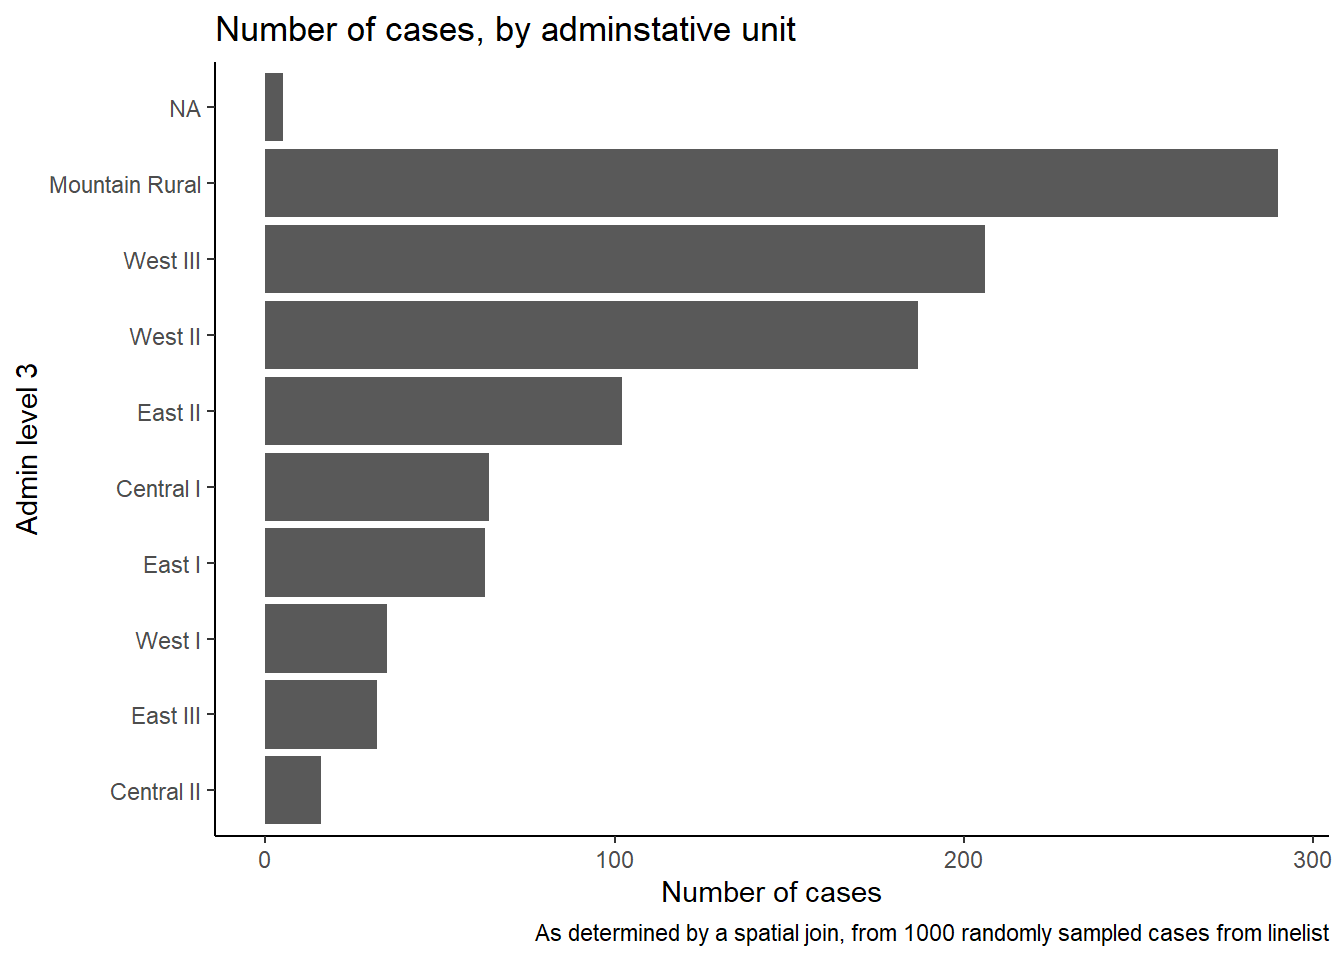 Number of cases, by adminstative unit
NA
Mountain Rural
West III
West II
East II
Central I
East I
West I
East III
Central II
Admin level 3
0 100 200 300
Number of cases
As determined by a spatial join, from 1000 randomly sampled cases from linelist